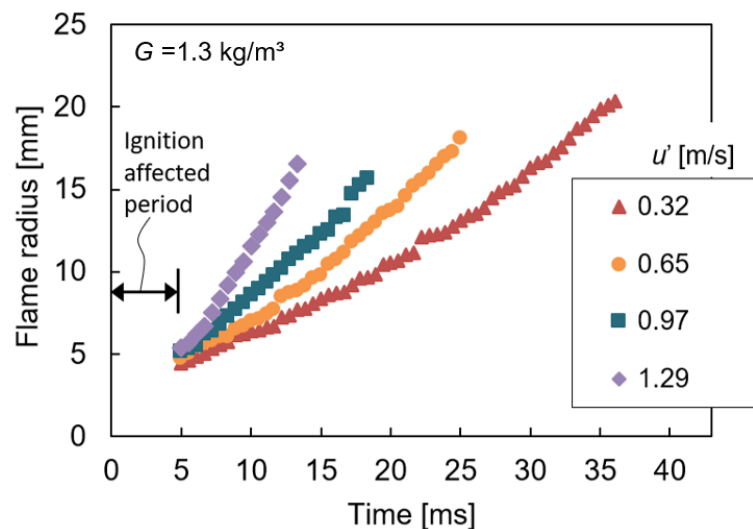 25
G =1.3 kg/m³
20
15
10
5
0
Flame radius [mm]
Ignition
affected
period
u' [m/s]
0.32
0.65
0.97
1.29
0 5 10 15 20 25 30 35 40
Time [ms]